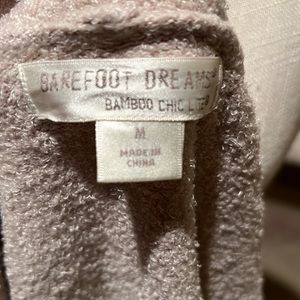 BAREFOOT DREAMS®
BAMBOO CHIC LITE®
M
MADE IN
CHINA